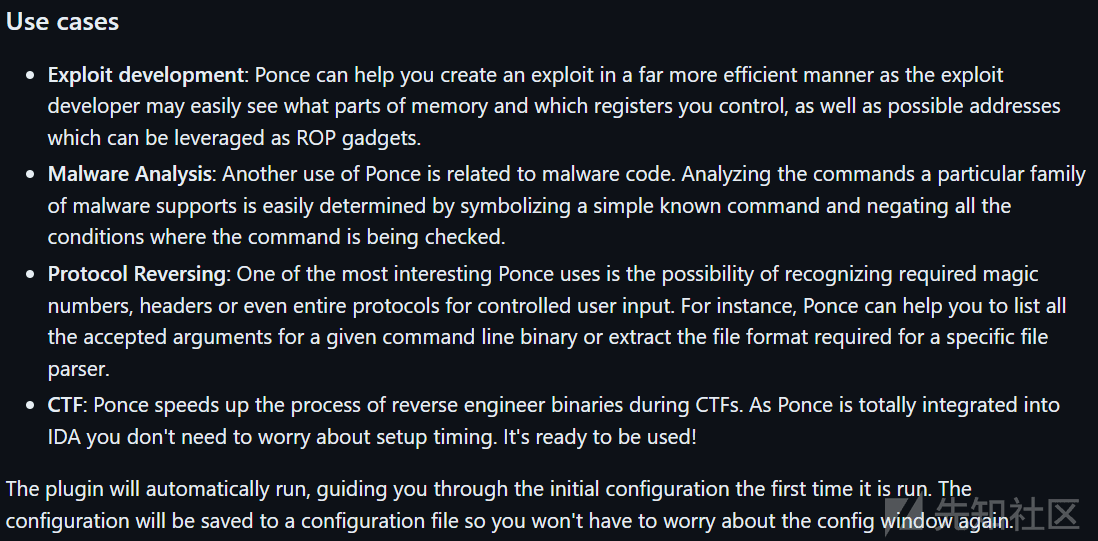 Use cases
• Exploit development: Ponce can help you create an exploit in a far more efficient manner as the exploit
developer may easily see what parts of memory and which registers you control, as well as possible addresses
which can be leveraged as ROP gadgets.
• Malware Analysis: Another use of Ponce is related to malware code. Analyzing the commands a particular family
of malware supports is easily determined by symbolizing a simple known command and negating all the
conditions where the command is being checked.
• Protocol Reversing: One of the most interesting Ponce uses is the possibility of recognizing required magic
numbers, headers or even entire protocols for controlled user input. For instance, Ponce can help you to list all
the accepted arguments for a given command line binary or extract the file format required for a specific file
parser.
• CTF: Ponce speeds up the process of reverse engineer binaries during CTFs. As Ponce is totally integrated into
IDA you don't need to worry about setup timing. It's ready to be used!
The plugin will automatically run, guiding you through the initial configuration the first time it is run. The
configuration will be saved to a configuration file so you won't have to worry about the config window again.
先知社区